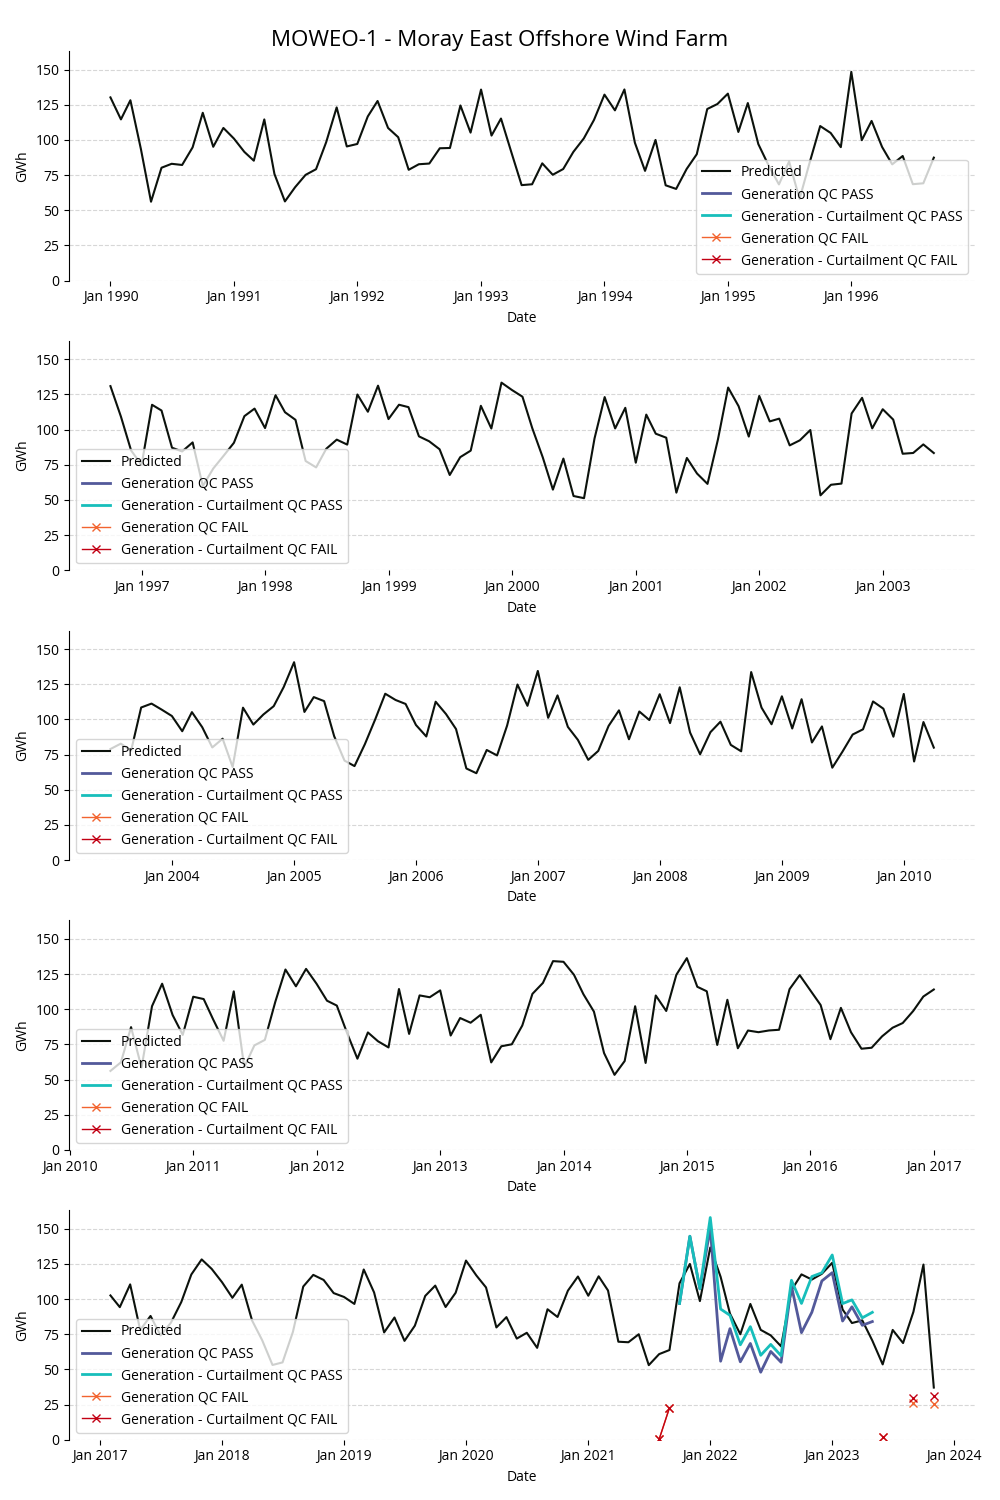 MOWEO-1 - Moray East Offshore Wind Farm
150
125
100
75
50
25
0
GWh
Predicted
Generation QC PASS
Generation - Curtailment QC PASS
Generation QC FAIL
Generation - Curtailment QC FAIL
Jan 1990 Jan 1991 Jan 1992 Jan 1993 Jan 1994 Jan 1995 Jan 1996
Date
150
125
100
75
50
25
0
GWh
Predicted
Generation QC PASS
Generation - Curtailment QC PASS
Generation QC FAIL
Generation - Curtailment QC FAIL
Jan 1997 Jan 1998 Jan 1999 Jan 2000 Jan 2001 Jan 2002 Jan 2003
Date
150
125
100
75
50
25
0
GWh
Predicted
Generation QC PASS
Generation - Curtailment QC PASS
Generation QC FAIL
Generation - Curtailment QC FAIL
Jan 2004 Jan 2005 Jan 2006 Jan 2007 Jan 2008 Jan 2009 Jan 2010
Date
150
125
100
75
50
25
0
GWh
Predicted
Generation QC PASS
Generation - Curtailment QC PASS
Generation QC FAIL
Generation - Curtailment QC FAIL
Jan 2010 Jan 2011 Jan 2012 Jan 2013 Jan 2014 Jan 2015 Jan 2016 Jan 2017
Date
150
125
100
75
50
25
0
GWh
Predicted
Generation QC PASS
Generation - Curtailment QC PASS
Generation QC FAIL
Generation - Curtailment QC FAIL
Jan 2017 Jan 2018 Jan 2019 Jan 2020 Jan 2021 Jan 2022 Jan 2023 Jan 2024
Date